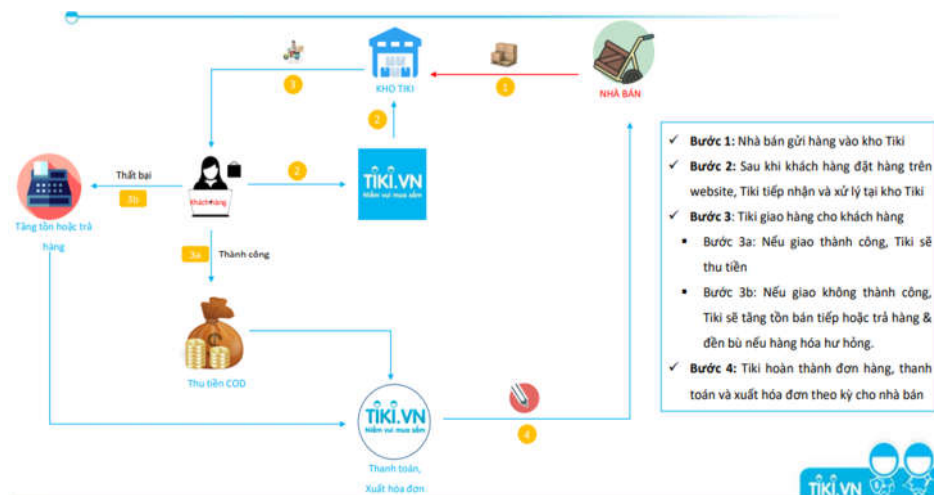 3
KHO TIKI
1
NHÀ BÁN
2
TIKI.VN
Niềm vui mua sắm
2
Khách hàng
Thất bại
3b
Tăng tồn hoặc trả
hàng
3a
Thành công
Thu tiền COD
TIKI.VN
Niềm vui mua sắm
4
Thanh toán,
Xuất hóa đơn
✓ Bước 1: Nhà bán gửi hàng vào kho Tiki
✓ Bước 2: Sau khi khách hàng đặt hàng trên
website, Tiki tiếp nhận và xử lý tại kho Tiki
✓ Bước 3: Tiki giao hàng cho khách hàng
▪ Bước 3a: Nếu giao thành công, Tiki sẽ
thu tiền
▪ Bước 3b: Nếu giao không thành công,
Tiki sẽ tăng tồn bán tiếp hoặc trả hàng &
đền bù nếu hàng hóa hư hỏng.
✓ Bước 4: Tiki hoàn thành đơn hàng, thanh
toán và xuất hóa đơn theo kỳ cho nhà bán
TIKI.VN